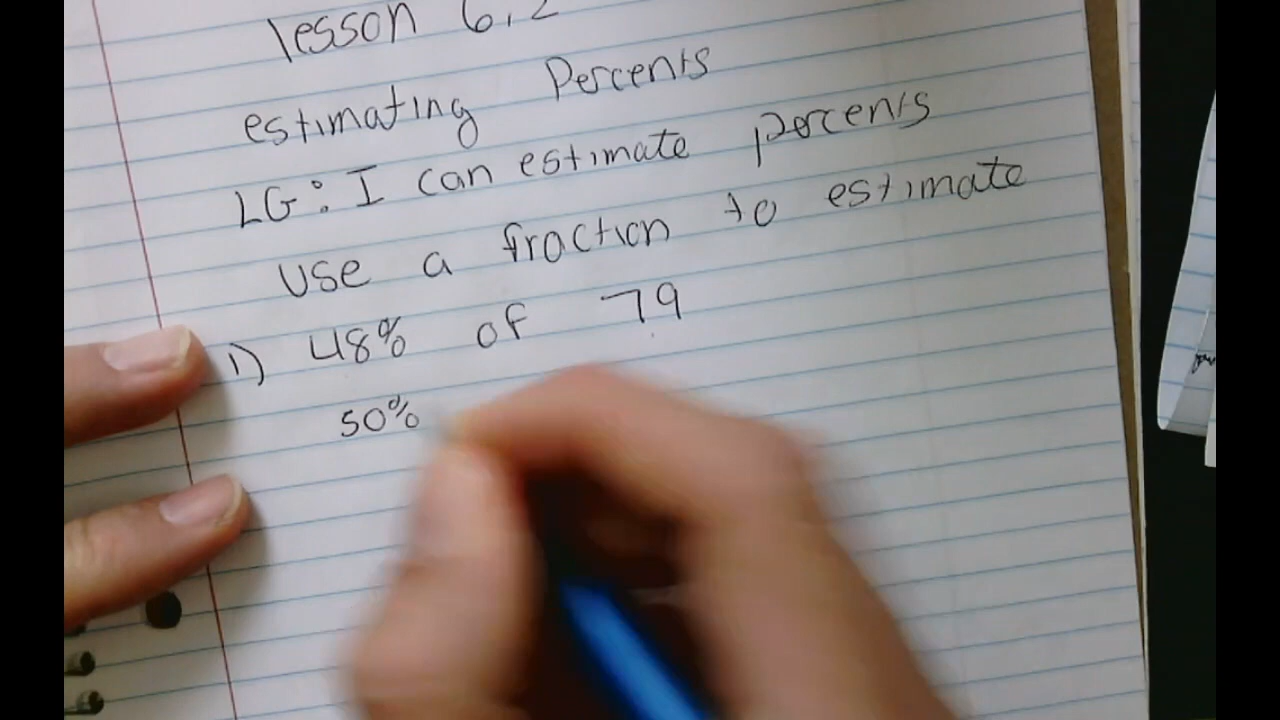 lesson 6.2
estimating Percents
LG: I can estimate percents
use a fraction to estimate
1) 48% of 79
50%